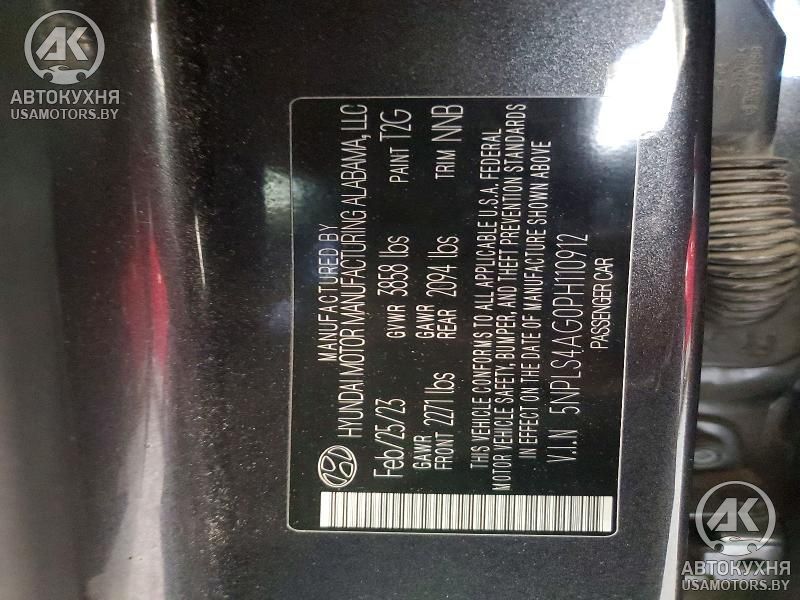 АВТОКУХНЯ
USAMOTORS.BY
MANUFACTURED BY
HYUNDAI MOTOR MANUFACTURING ALABAMA, LLC
Feb/25/23 GVWR 3858 lbs PAINT T2G
GAWR FRONT 2271 lbs GAWR REAR 2094 lbs TRIM NNB
THIS VEHICLE CONFORMS TO ALL APPLICABLE U.S.A. FEDERAL
MOTOR VEHICLE SAFETY, BUMPER, AND THEFT PREVENTION STANDARDS
IN EFFECT ON THE DATE OF MANUFACTURE SHOWN ABOVE
V.I.N 5NPLS4AG0PH110912
PASSENGER CAR
АВТОКУХНЯ
USAMOTORS.BY